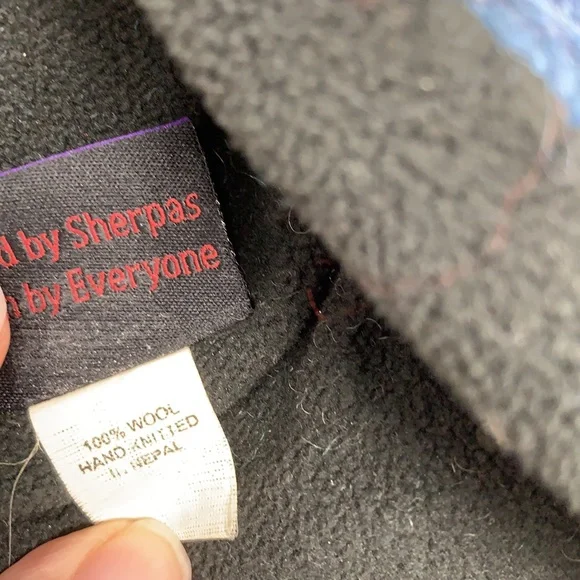 d by Sherpas
n by Everyone
100% WOOL
HAND KNITTED
IN NEPAL